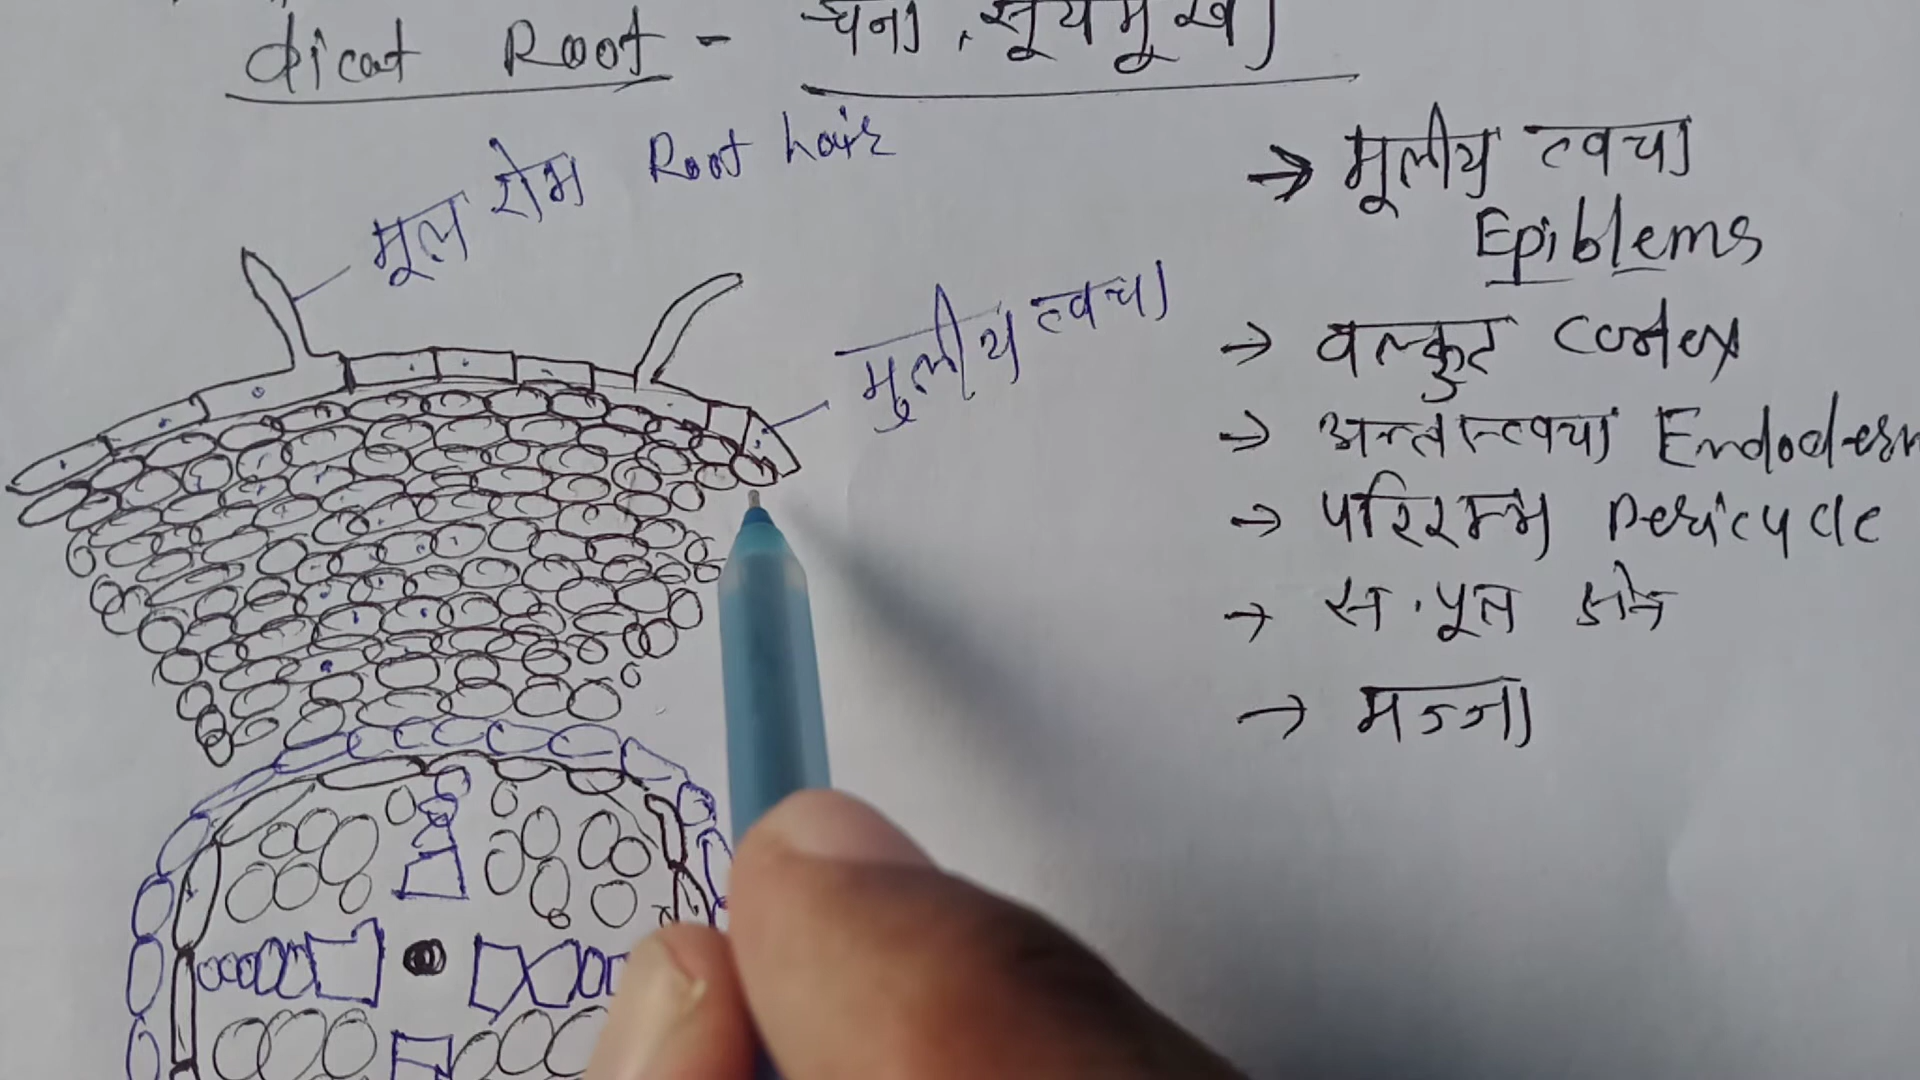 dicot Root - चना, सूर्यमुखी
मूल रोम Root hair
मुलीय त्वचा
→ मूलीय त्वचा
Epiblems
→ वल्कुट cortex
→ अन्तस्त्वचा Endoderm
→ परिरम्भ Pericycle
→ स. पूल क्षेत्र
→ मज्जा